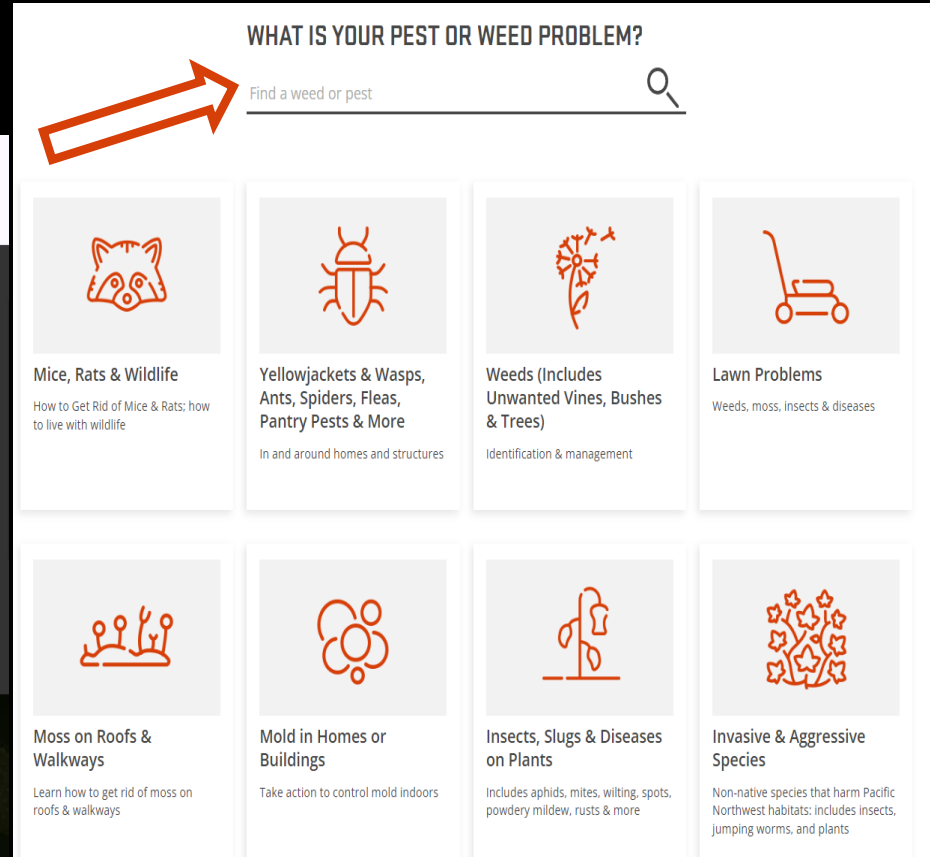 WHAT IS YOUR PEST OR WEED PROBLEM?
Find a weed or pest
Mice, Rats & Wildlife
How to Get Rid of Mice & Rats; how
to live with wildlife
Yellowjackets & Wasps,
Ants, Spiders, Fleas,
Pantry Pests & More
In and around homes and structures
Weeds (Includes
Unwanted Vines, Bushes
& Trees)
Identification & management
Lawn Problems
Weeds, moss, insects & diseases
Moss on Roofs &
Walkways
Learn how to get rid of moss on
roofs & walkways
Mold in Homes or
Buildings
Take action to control mold indoors
Insects, Slugs & Diseases
on Plants
Includes aphids, mites, wilting, spots,
powdery mildew, rusts & more
Invasive & Aggressive
Species
Non-native species that harm Pacific
Northwest habitats: includes insects,
jumping worms, and plants